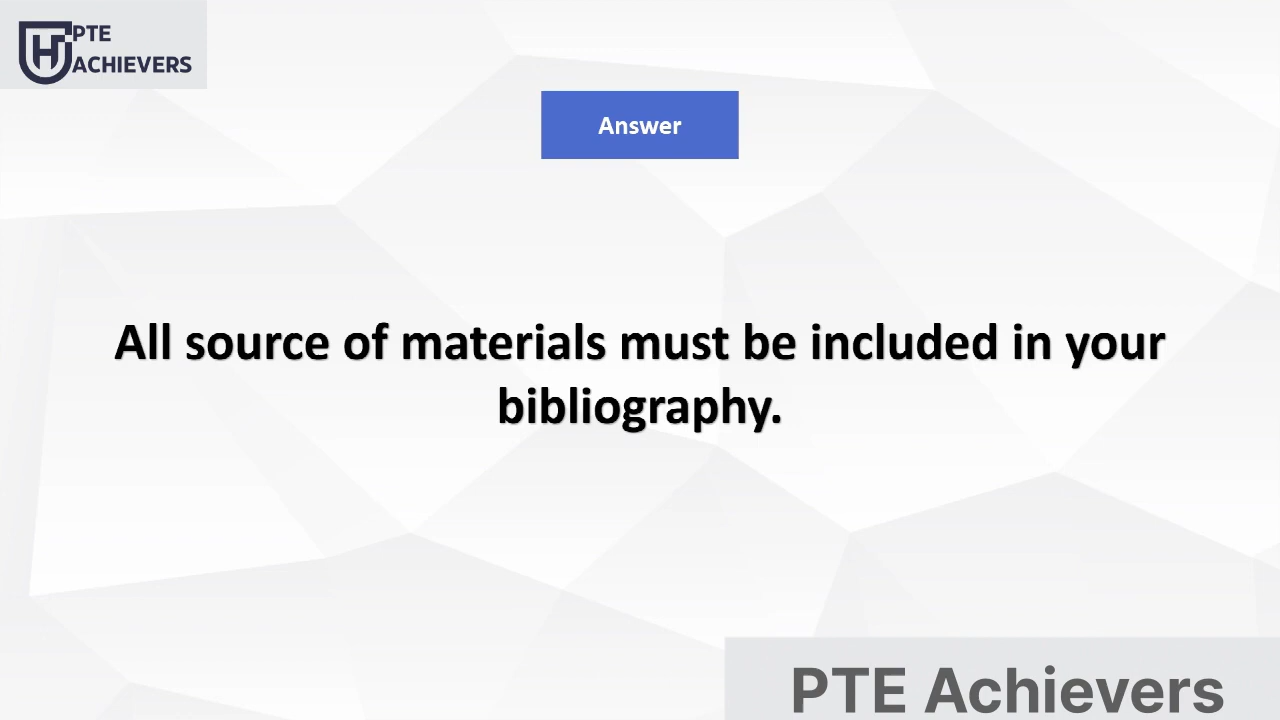 PTE
ACHIEVERS
Answer
All source of materials must be included in your
bibliography.
PTE Achievers